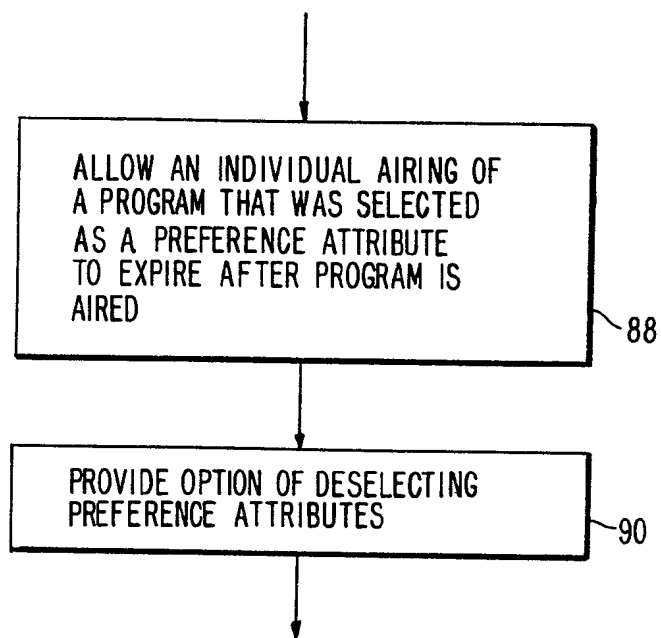 ALLOW AN INDIVIDUAL AIRING OF
A PROGRAM THAT WAS SELECTED
AS A PREFERENCE ATTRIBUTE
TO EXPIRE AFTER PROGRAM IS
AIRED
88
PROVIDE OPTION OF DESELECTING
PREFERENCE ATTRIBUTES
90